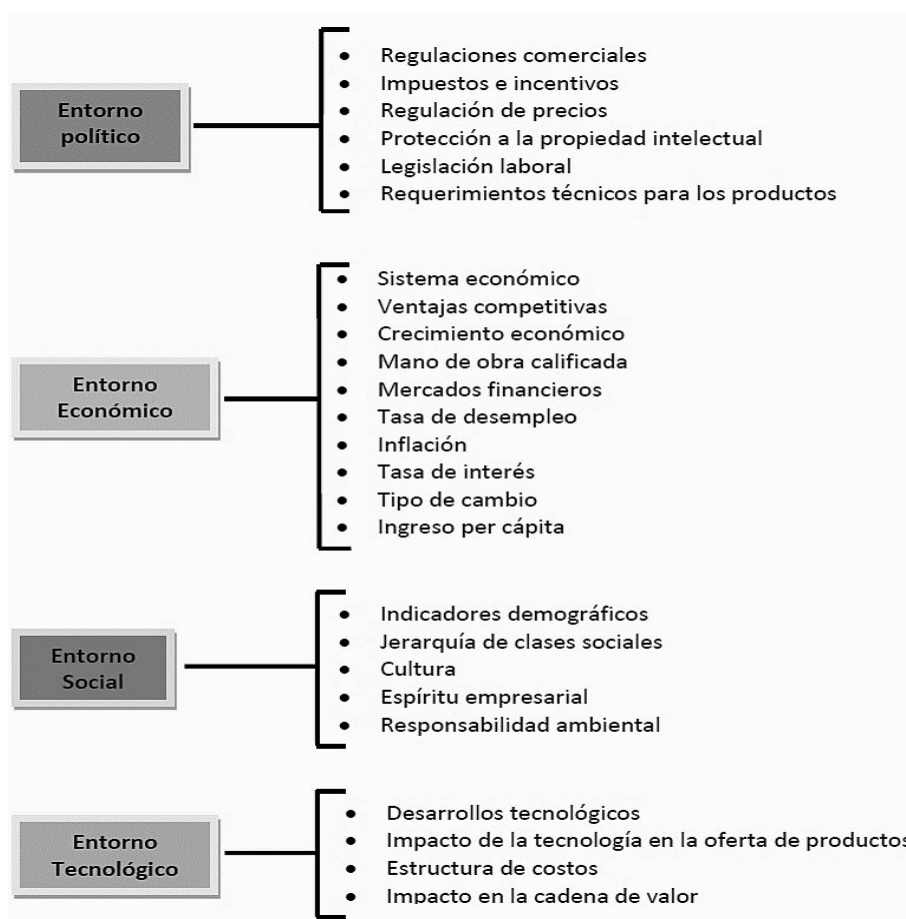 Entorno
político
• Regulaciones comerciales
• Impuestos e incentivos
• Regulación de precios
• Protección a la propiedad intelectual
• Legislación laboral
• Requerimientos técnicos para los productos
Entorno
Económico
• Sistema económico
• Ventajas competitivas
• Crecimiento económico
• Mano de obra calificada
• Mercados financieros
• Tasa de desempleo
• Inflación
• Tasa de interés
• Tipo de cambio
• Ingreso per cápita
Entorno
Social
• Indicadores demográficos
• Jerarquía de clases sociales
• Cultura
• Espíritu empresarial
• Responsabilidad ambiental
Entorno
Tecnológico
• Desarrollos tecnológicos
• Impacto de la tecnología en la oferta de productos
• Estructura de costos
• Impacto en la cadena de valor